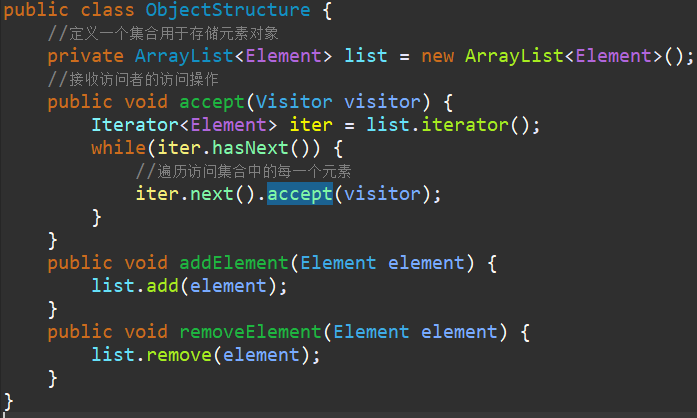 public class ObjectStructure {
//定义一个集合用于存储元素对象
private ArrayList<Element> list = new ArrayList<Element>();
//接收访问者的访问操作
public void accept(Visitor visitor) {
Iterator<Element> iter = list.iterator();
while(iter.hasNext()) {
//遍历访问集合中的每一个元素
iter.next().accept(visitor);
}
}
public void addElement(Element element) {
list.add(element);
}
public void removeElement(Element element) {
list.remove(element);
}
}